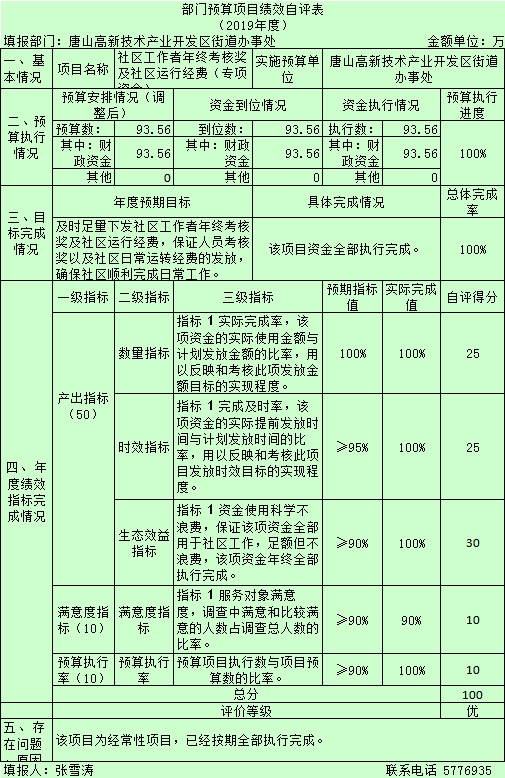 部门预算项目绩效自评表
（2019年度）
填报部门：唐山高新技术产业开发区街道办事处 金额单位：万
一、基本情况 项目名称 社区工作者年终考核奖及社区运行经费（专项资金） 实施预算单位 唐山高新技术产业开发区街道办事处
二、预算执行情况 预算安排情况（调整后） 资金到位情况 资金执行情况 预算执行进度
预算数： 93.56 到位数： 93.56 执行数： 93.56 100%
其中：财政资金 93.56 其中：财政资金 93.56 其中：财政资金 93.56
其他 0 其他 0 其他 0
三、目标完成情况 年度预期目标 具体完成情况 总体完成率
及时足量下发社区工作者年终考核奖及社区运行经费，保证人员考核奖以及社区日常运转经费的发放，确保社区顺利完成日常工作。 该项目资金全部执行完成。 100%
四、年度绩效指标完成情况 一级指标 二级指标 三级指标 预期指标值 实际完成值 自评得分
产出指标（50） 数量指标 指标1实际完成率，该项资金的实际使用金额与计划发放金额的比率，用以反映和考核此项发放金额目标的实现程度。 100% 100% 25
时效指标 指标1完成及时率，该项资金的实际提前发放时间与计划发放时间的比率，用以反映和考核此项目发放时效目标的实现程度。 ≥95% 100% 25
生态效益指标 指标1资金使用科学不浪费，保证该项资金全部用于社区工作，足额但不浪费，该项资金年终全部执行完成。 ≥90% 100% 30
满意度指标（10） 满意度指标 指标1服务对象满意度，调查中满意和比较满意的人数占调查总人数的比率。 ≥90% 90% 10
预算执行率（10） 预算执行率 预算项目执行数与项目预算数的比率。 ≥90% 100% 10
总分 100
评价等级 优
五、存在问题、原因 该项目为经常性项目，已经按期全部执行完成。
填报人：张雪涛 联系电话 5776935